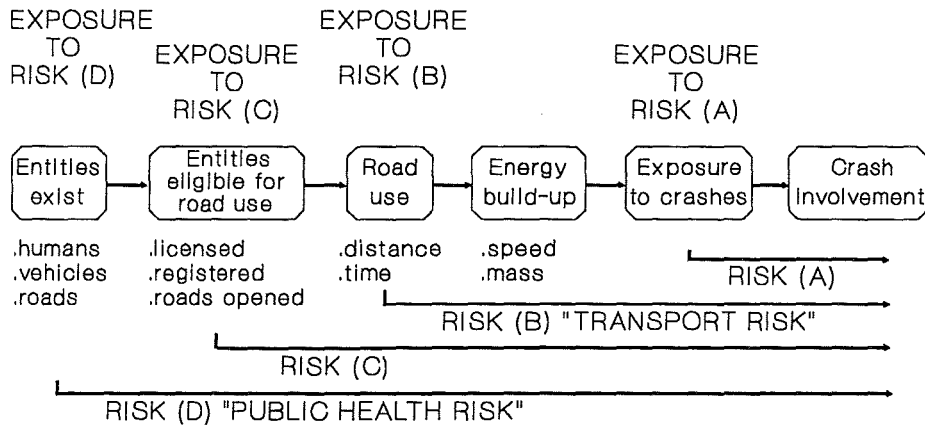 EXPOSURE
TO
RISK (D)
EXPOSURE
TO
RISK (C)
EXPOSURE
TO
RISK (B)
EXPOSURE
TO
RISK (A)
Entities
exist
Entities
eligible for
road use
Road
use
Energy
build-up
Exposure
to crashes
Crash
involvement
.humans
.vehicles
.roads
.licensed
.registered
.roads opened
.distance
.time
.speed
.mass
RISK (A)
RISK (B) "TRANSPORT RISK"
RISK (C)
RISK (D) "PUBLIC HEALTH RISK"